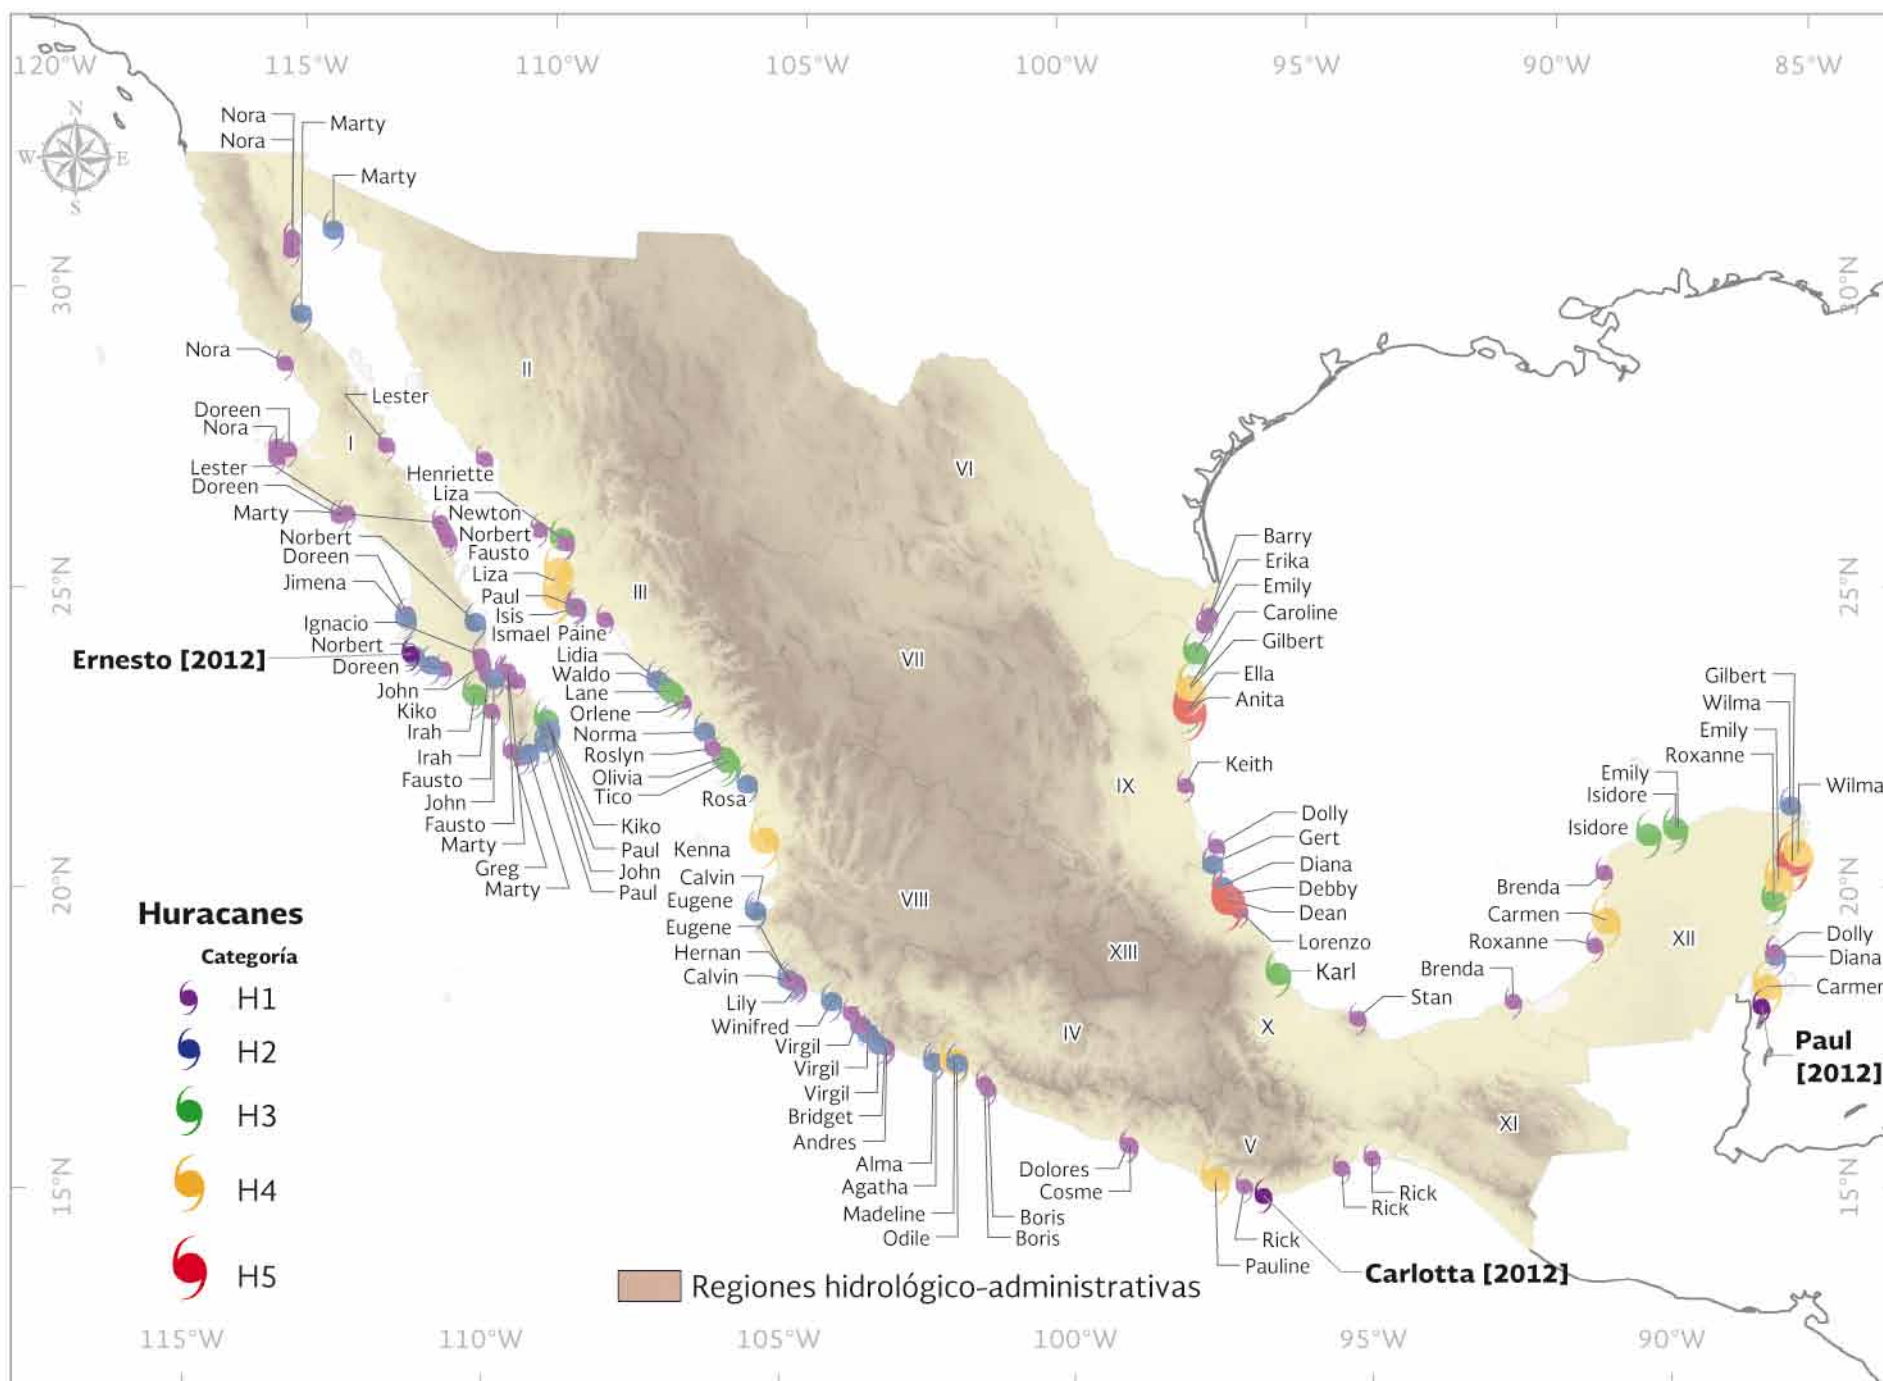 120°W
115°W
110°W
105°W
100°W
95°W
90°W
85°W
N
W
E
S
Nora
Nora
Marty
Marty
30°N
30°N
Nora
II
Lester
Doreen
Nora
I
Lester
Doreen
Henriette
VI
Liza
Marty
Newton
Norbert
Norbert
Doreen
Fausto
Barry
Erika
Jimena
Liza
25°N
25°N
Emily
Paul
III
Isis
Caroline
Ignacio
Ismael
Paine
Norbert
Gilbert
Ernesto [2012]
Lidia
VII
Doreen
Waldo
Ella
Gilbert
John
Lane
Anita
Wilma
Kiko
Orlene
Emily
Irah
Norma
Roxanne
Irah
Roslyn
Keith
Emily
Fausto
Olivia
IX
Isidore
Wilma
John
Tico
Rosa
Dolly
Fausto
Kiko
Isidore
Marty
Paul
Kenna
Gert
Greg
John
Diana
Marty
Paul
Calvin
Debby
Brenda
20°N
20°N
Eugene
VIII
Dean
Carmen
Huracanes
Eugene
Lorenzo
Roxanne
XII
Dolly
Categoría
Hernan
XIII
Diana
Calvin
Karl
Brenda
Carmen
H1
Lily
Stan
Winifred
IV
X
H2
Virgil
Paul
[2012]
Virgil
Virgil
H3
Bridget
XI
Andres
V
Alma
Dolores
H4
Agatha
Cosme
Rick
15°N
15°N
Madeline
Boris
Rick
Odile
Boris
Rick
H5
Pauline
Carlotta [2012]
Regiones hidrológico-administrativas
115°W
110°W
105°W
100°W
95°W
90°W